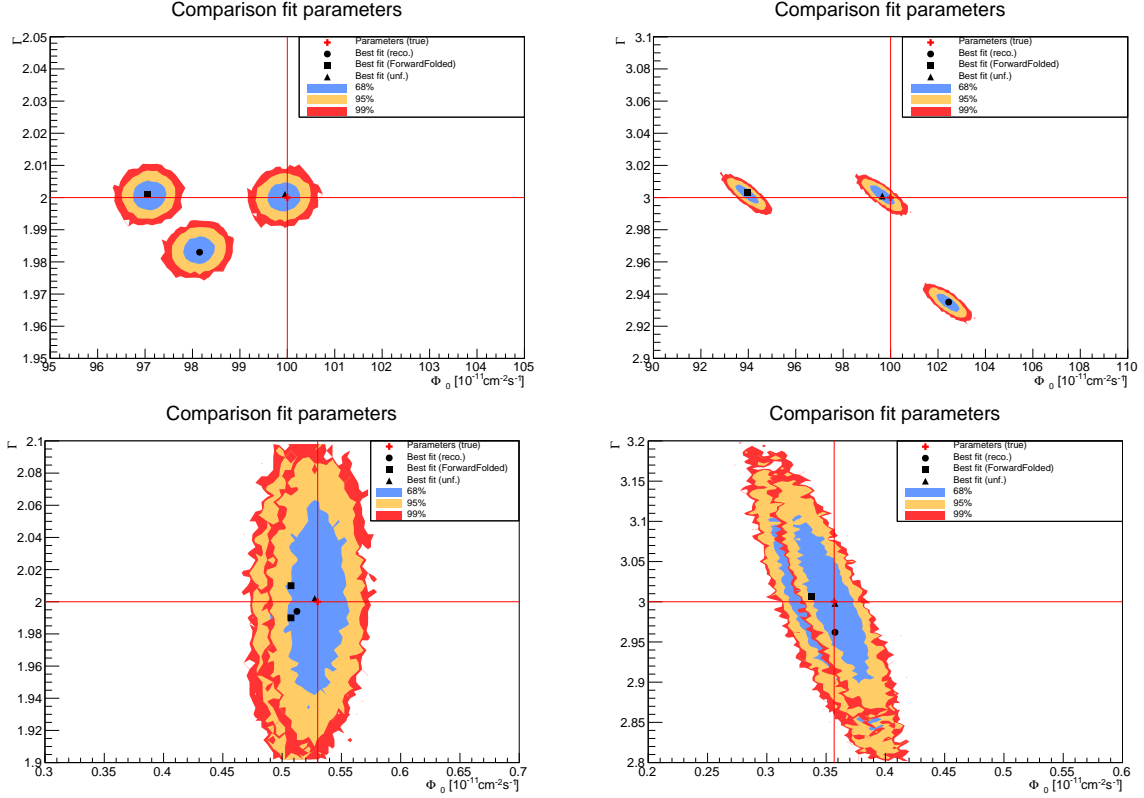 Comparison fit parameters
Γ
2.05
2.04
2.03
2.02
2.01
2
1.99
1.98
1.97
1.96
1.95
Parameters (true)
Best fit (reco.)
Best fit (ForwardFolded)
Best fit (unf.)
68%
95%
99%
95 96 97 98 99 100 101 102 103 104 105
Φ 0 [10⁻¹¹cm⁻²s⁻¹]
Comparison fit parameters
Γ
3.1
3.08
3.06
3.04
3.02
3
2.98
2.96
2.94
2.92
2.9
Parameters (true)
Best fit (reco.)
Best fit (ForwardFolded)
Best fit (unf.)
68%
95%
99%
90 92 94 96 98 100 102 104 106 108 110
Φ 0 [10⁻¹¹cm⁻²s⁻¹]
Comparison fit parameters
Γ
2.1
2.08
2.06
2.04
2.02
2
1.98
1.96
1.94
1.92
1.9
Parameters (true)
Best fit (reco.)
Best fit (ForwardFolded)
Best fit (unf.)
68%
95%
99%
0.3 0.35 0.4 0.45 0.5 0.55 0.6 0.65 0.7
Φ 0 [10⁻¹¹cm⁻²s⁻¹]
Comparison fit parameters
Γ
3.2
3.15
3.1
3.05
3
2.95
2.9
2.85
2.8
Parameters (true)
Best fit (reco.)
Best fit (ForwardFolded)
Best fit (unf.)
68%
95%
99%
0.2 0.25 0.3 0.35 0.4 0.45 0.5 0.55 0.6
Φ 0 [10⁻¹¹cm⁻²s⁻¹]